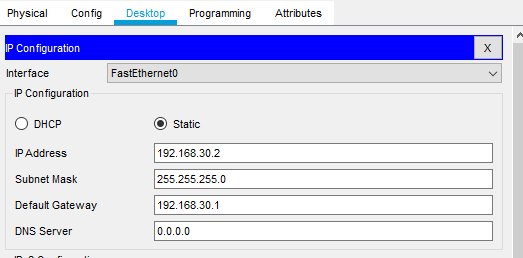 Physical Config Desktop Programming Attributes
IP Configuration X
Interface FastEthernet0
IP Configuration
DHCP Static
IP Address 192.168.30.2
Subnet Mask 255.255.255.0
Default Gateway 192.168.30.1
DNS Server 0.0.0.0